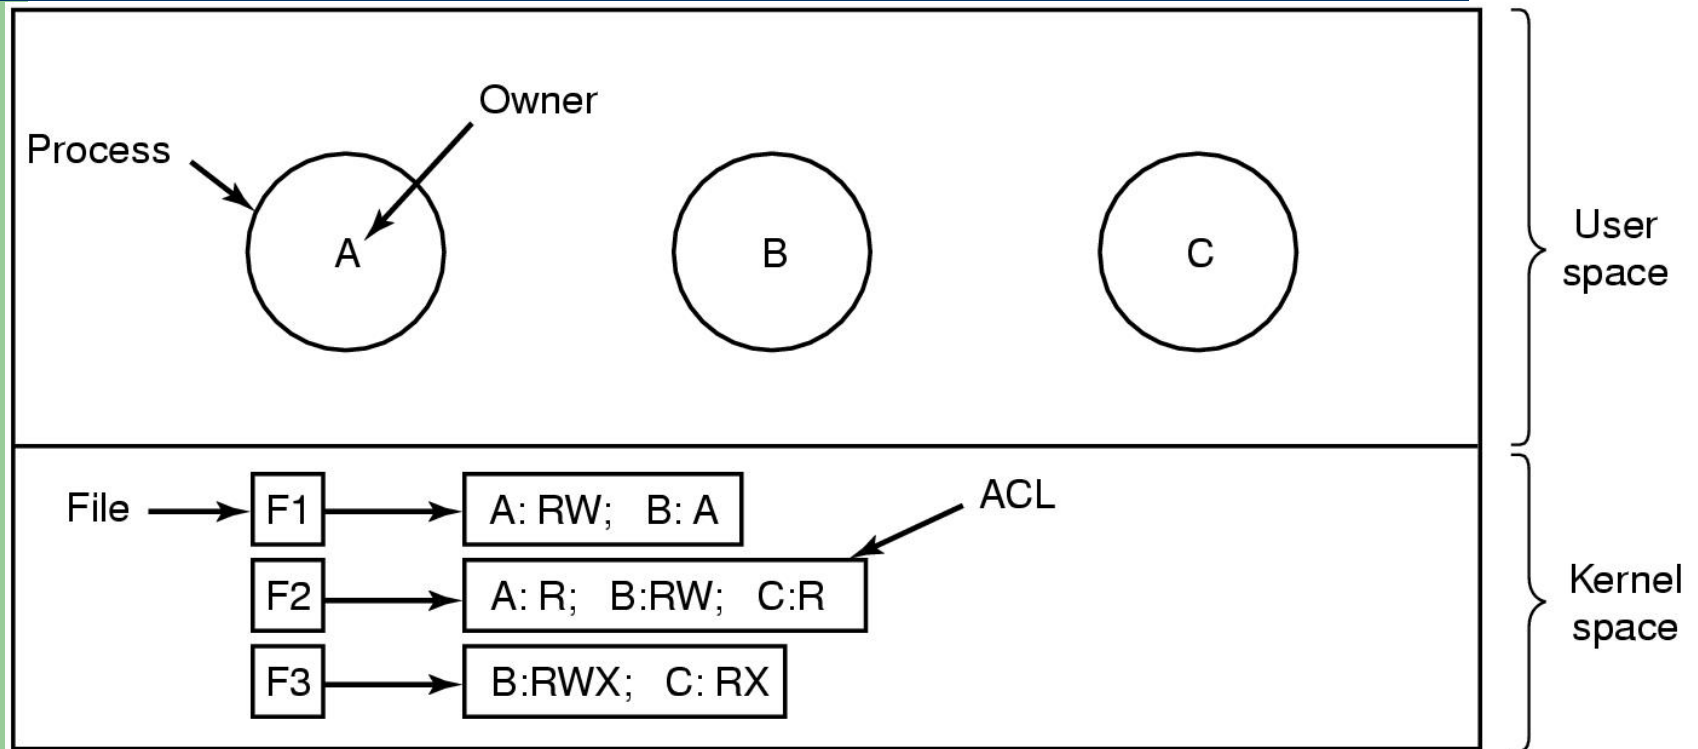 Owner
Process
A
B
C
User
space
File
F1
A: RW; B: A
ACL
F2
A: R; B:RW; C:R
F3
B:RWX; C: RX
Kernel
space